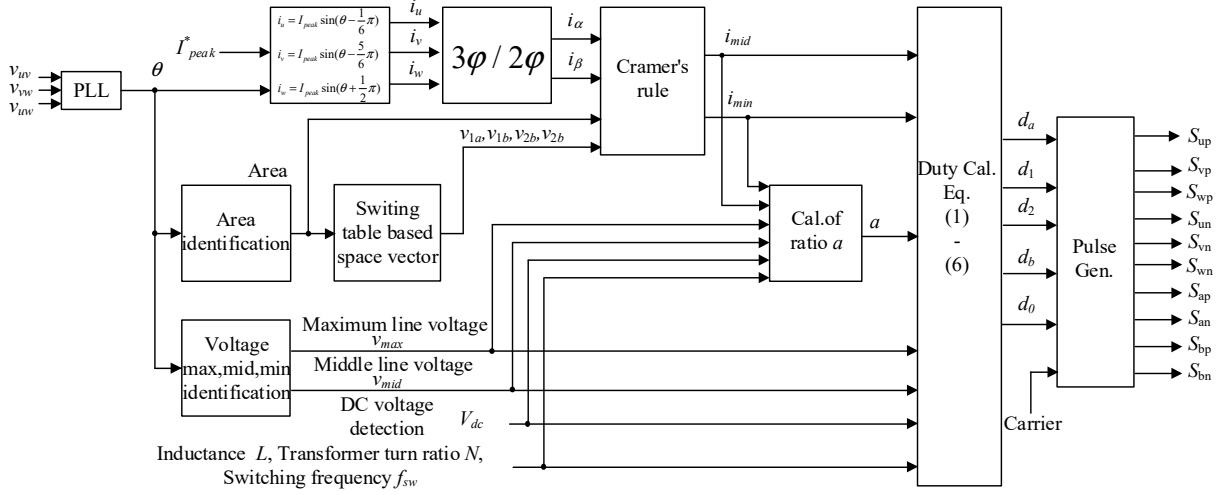 v_uv
v_vw
v_uw
PLL
θ
I*_peak
i_u = I_peak sin(θ − 1/6 π)
i_v = I_peak sin(θ − 5/6 π)
i_w = I_peak sin(θ + 1/2 π)
i_u
i_v
i_w
3φ / 2φ
i_α
i_β
Cramer's
rule
i_mid
i_min
v_1a,v_1b,v_2b,v_2b
Area
Area
identification
Switing
table based
space vector
Cal.of
ratio a
a
Duty Cal.
Eq.
(1)
-
(6)
d_a
d_1
d_2
d_b
d_0
Pulse
Gen.
Carrier
S_up
S_vp
S_wp
S_un
S_vn
S_wn
S_ap
S_an
S_bp
S_bn
Voltage
max,mid,min
identification
Maximum line voltage
v_max
Middle line voltage
v_mid
DC voltage
detection
V_dc
Inductance L, Transformer turn ratio N,
Switching frequency f_sw